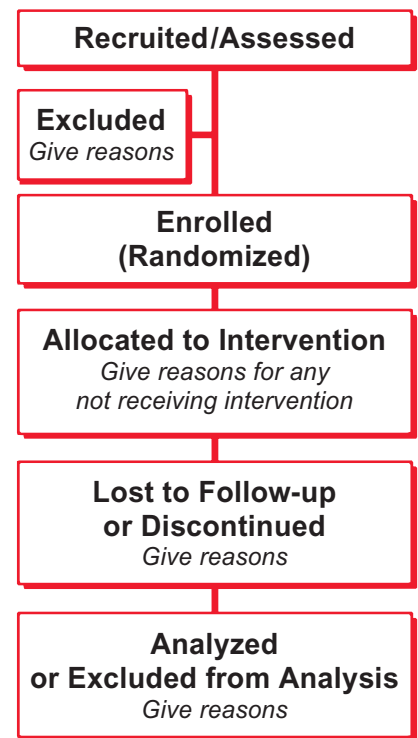 Recruited/Assessed
Excluded
Give reasons
Enrolled
(Randomized)
Allocated to Intervention
Give reasons for any
not receiving intervention
Lost to Follow-up
or Discontinued
Give reasons
Analyzed
or Excluded from Analysis
Give reasons